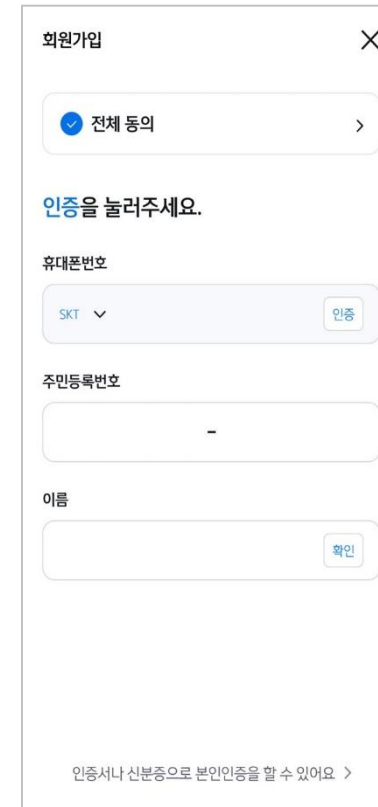 회원가입
전체 동의
인증을 눌러주세요.
휴대폰번호
SKT 인증
주민등록번호
-
이름
확인
인증서나 신분증으로 본인인증을 할 수 있어요 >